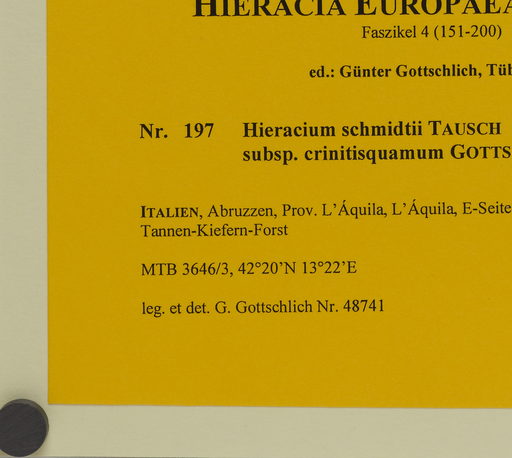 HIERACIA EUROPAEA
Faszikel 4 (151-200)
ed.: Günter Gottschlich, Tüb
Nr. 197 Hieracium schmidtii TAUSCH
subsp. crinitisquamum GOTTS
ITALIEN, Abruzzen, Prov. L'Áquila, L'Áquila, E-Seite
Tannen-Kiefern-Forst
MTB 3646/3, 42°20'N 13°22'E
leg. et det. G. Gottschlich Nr. 48741